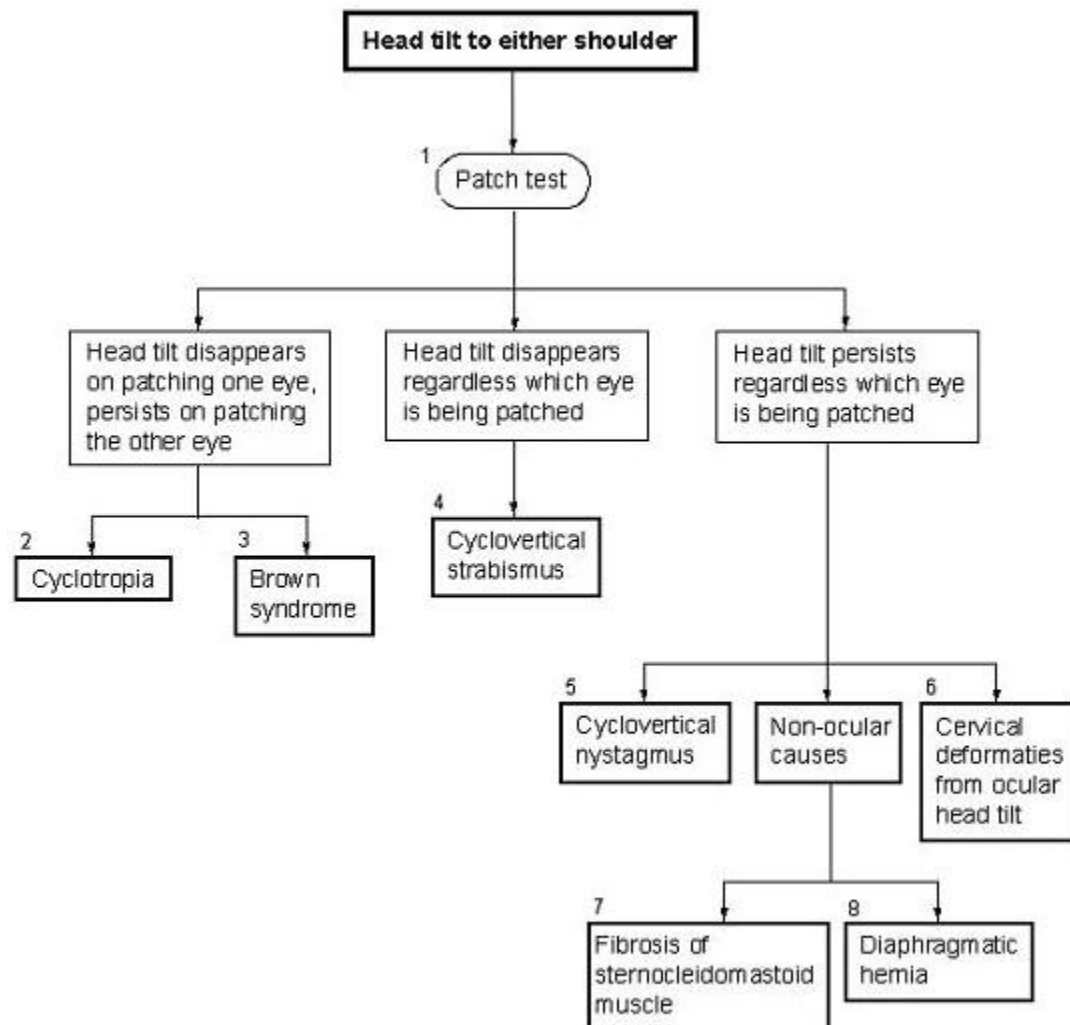 Head tilt to either shoulder
1
Patch test
Head tilt disappears
on patching one eye,
persists on patching
the other eye
Head tilt disappears
regardless which eye
is being patched
Head tilt persists
regardless which eye
is being patched
2
Cyclotropia
3
Brown
syndrome
4
Cyclovertical
strabismus
5
Cyclovertical
nystagmus
Non-ocular
causes
6
Cervical
deformaties
from ocular
head tilt
7
Fibrosis of
sternocleidomastoid
muscle
8
Diaphragmatic
hernia